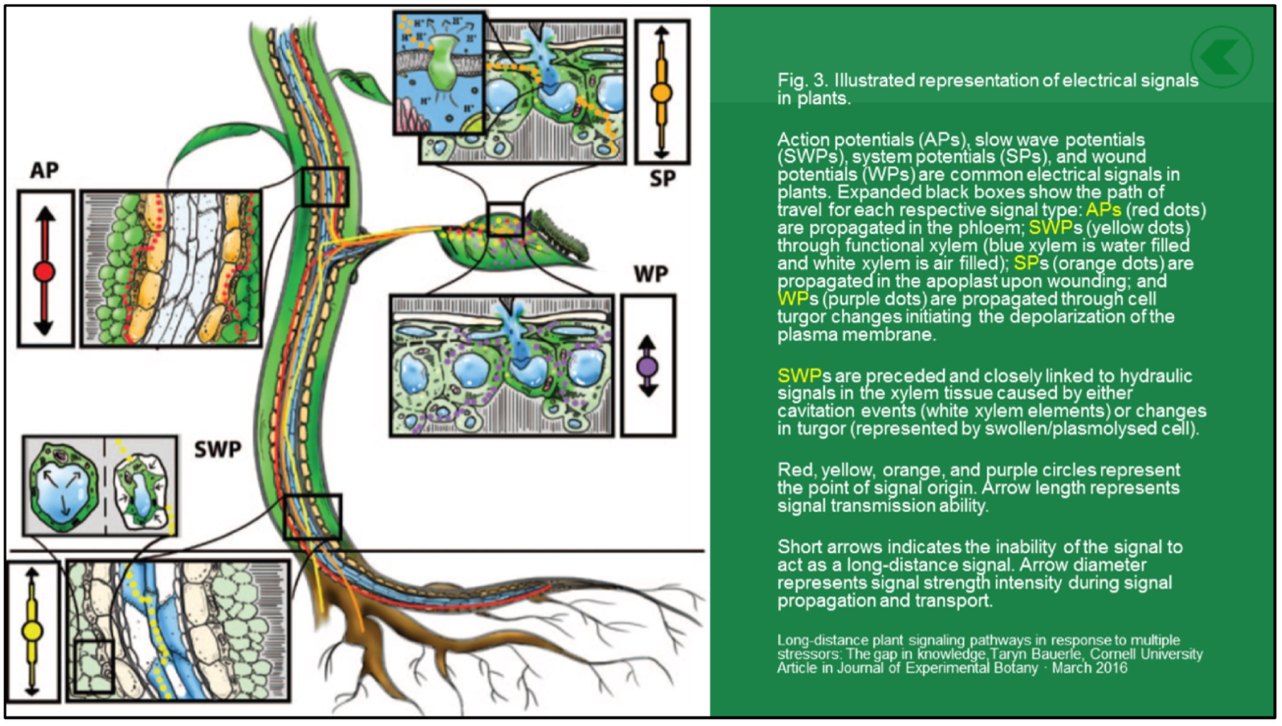 AP
SP
WP
SWP
H⁺
H⁺
H⁺
H⁺
H⁺
H⁺
H⁺
Fig. 3. Illustrated representation of electrical signals
in plants.
Action potentials (APs), slow wave potentials
(SWPs), system potentials (SPs), and wound
potentials (WPs) are common electrical signals in
plants. Expanded black boxes show the path of
travel for each respective signal type: APs (red dots)
are propagated in the phloem; SWPs (yellow dots)
through functional xylem (blue xylem is water filled
and white xylem is air filled); SPs (orange dots) are
propagated in the apoplast upon wounding; and
WPs (purple dots) are propagated through cell
turgor changes initiating the depolarization of the
plasma membrane.
SWPs are preceded and closely linked to hydraulic
signals in the xylem tissue caused by either
cavitation events (white xylem elements) or changes
in turgor (represented by swollen/plasmolysed cell).
Red, yellow, orange, and purple circles represent
the point of signal origin. Arrow length represents
signal transmission ability.
Short arrows indicates the inability of the signal to
act as a long-distance signal. Arrow diameter
represents signal strength intensity during signal
propagation and transport.
Long-distance plant signaling pathways in response to multiple
stressors: The gap in knowledge,Taryn Bauerle, Cornell University
Article in Journal of Experimental Botany · March 2016